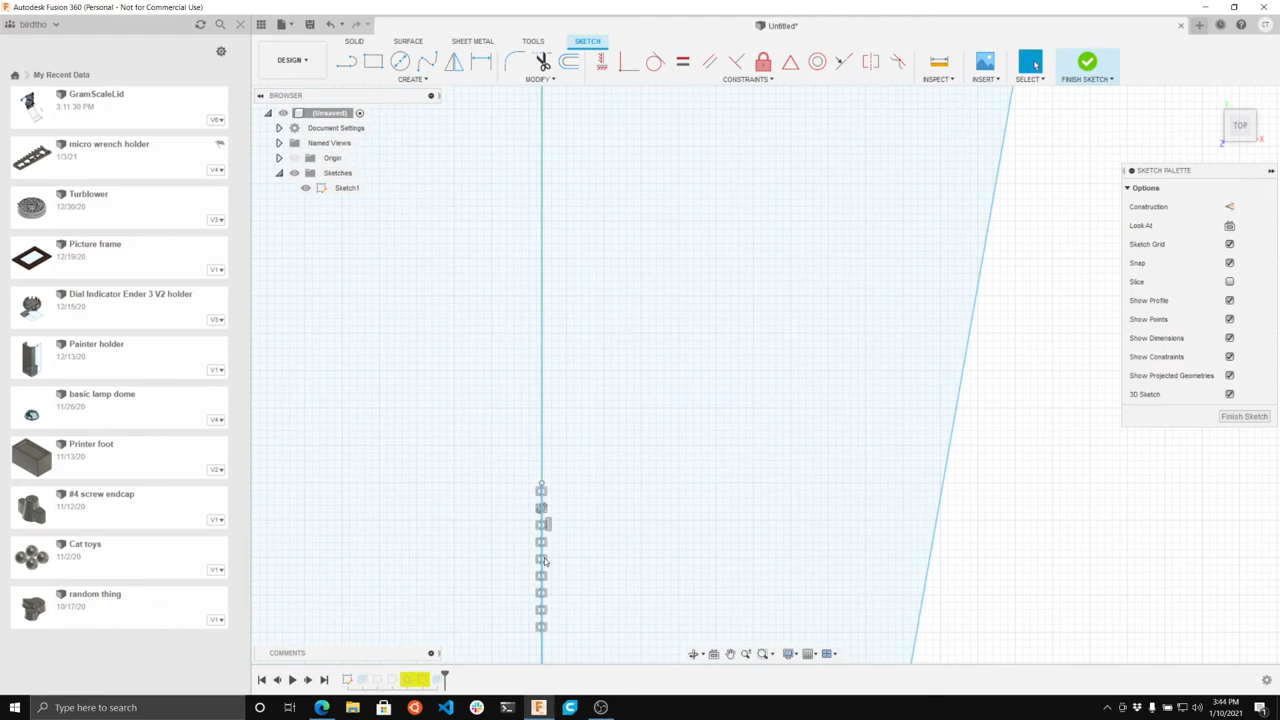 Autodesk Fusion 360 (Personal - Not for Commercial Use)
birdtho
Untitled*
CT
My Recent Data
GramScaleLid
3:11:30 PM
V6
micro wrench holder
1/3/21
V4
Turblower
12/30/20
V3
Picture frame
12/19/20
V1
Dial Indicator Ender 3 V2 holder
12/15/20
V3
Painter holder
12/13/20
V1
basic lamp dome
11/26/20
V4
Printer foot
11/13/20
V2
#4 screw endcap
11/12/20
V1
Cat toys
11/2/20
V1
random thing
10/17/20
V1
DESIGN
SOLID SURFACE SHEET METAL TOOLS SKETCH
CREATE MODIFY CONSTRAINTS INSPECT INSERT SELECT FINISH SKETCH
BROWSER
(Unsaved)
Document Settings
Named Views
Origin
Sketches
Sketch1
TOP
Y
X
Z
SKETCH PALETTE
Options
Construction
Look At
Sketch Grid
Snap
Slice
Show Profile
Show Points
Show Dimensions
Show Constraints
Show Projected Geometries
3D Sketch
Finish Sketch
COMMENTS
Type here to search
3:44 PM
1/10/2021
1